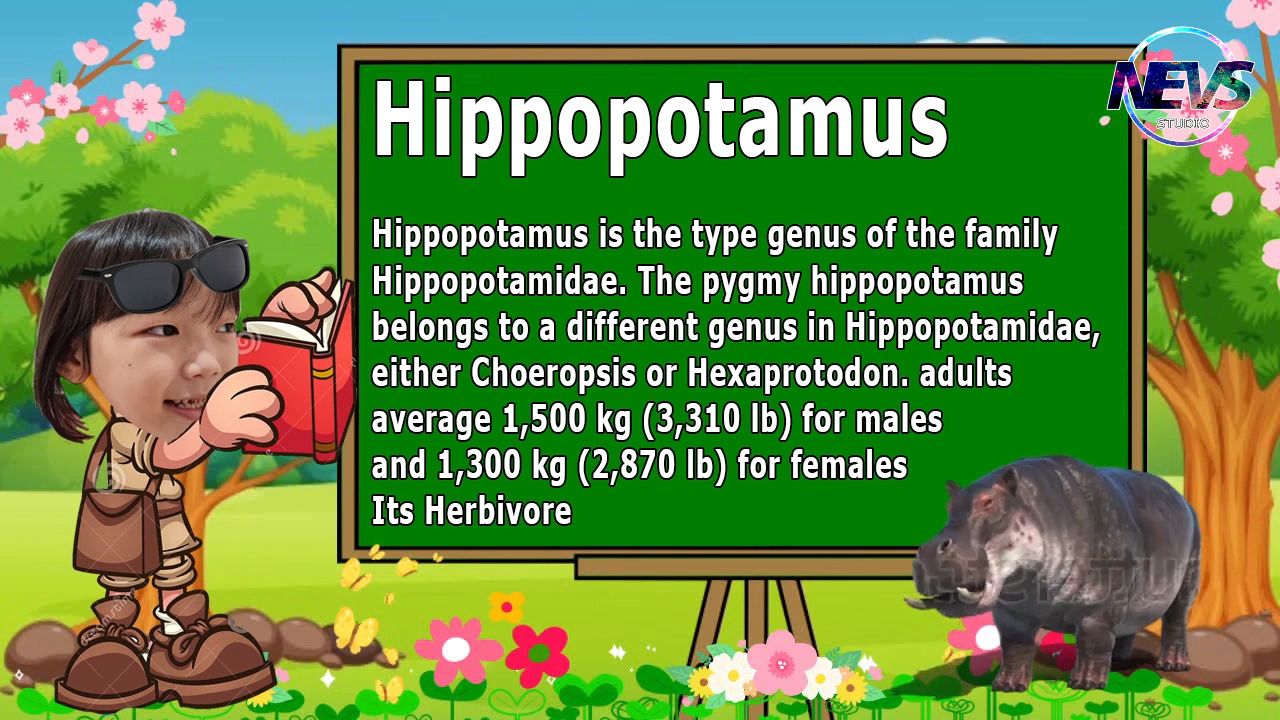 Hippopotamus
NEVS
STUDIO
Hippopotamus is the type genus of the family
Hippopotamidae. The pygmy hippopotamus
belongs to a different genus in Hippopotamidae,
either Choeropsis or Hexaprotodon. adults
average 1,500 kg (3,310 lb) for males
and 1,300 kg (2,870 lb) for females
Its Herbivore